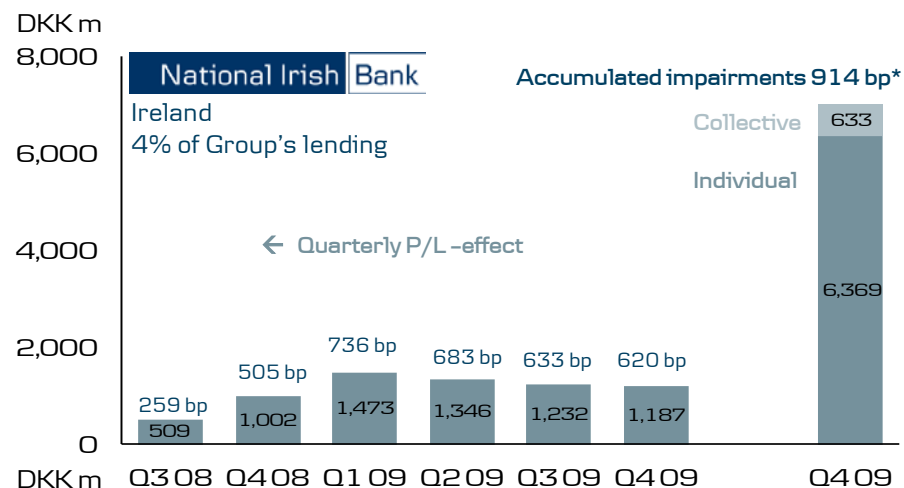 DKK m
8,000
6,000
4,000
2,000
0
National Irish Bank
Ireland
4% of Group's lending
Accumulated impairments 914 bp*
Collective
Individual
← Quarterly P/L -effect
259 bp
505 bp
736 bp
683 bp
633 bp
620 bp
509
1,002
1,473
1,346
1,232
1,187
633
6,369
DKK m Q3 08 Q4 08 Q1 09 Q2 09 Q3 09 Q4 09 Q4 09